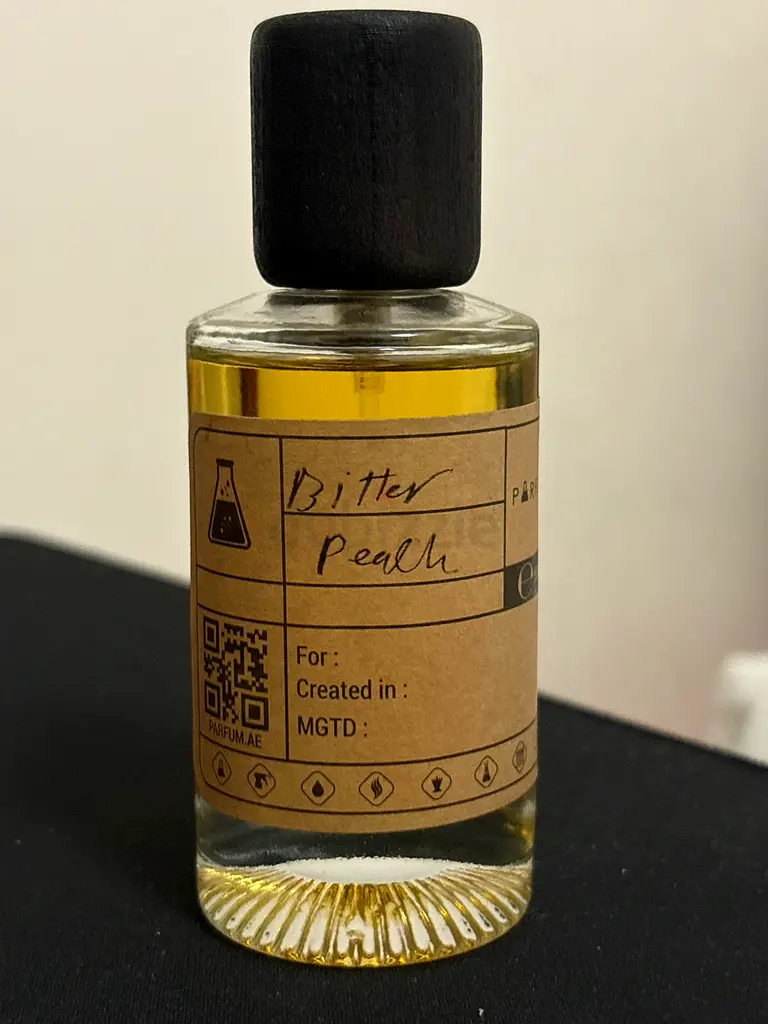 Bitter
Peach
For :
Created in :
MGTD :
PARFUM.AE